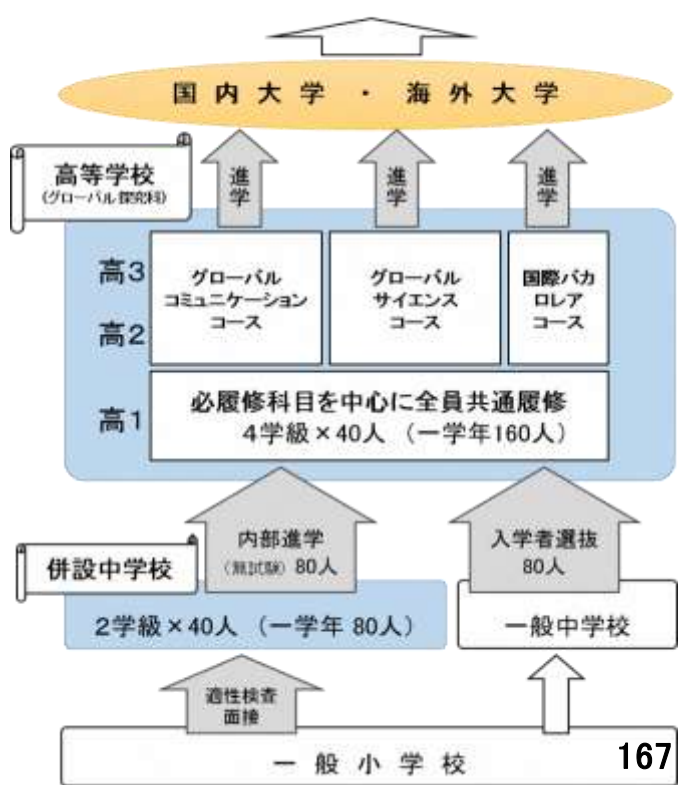 国内大学・海外大学
高等学校
(グローバル探究科)
進学
進学
進学
高3
高2
高1
グローバル
コミュニケーション
コース
グローバル
サイエンス
コース
国際バカ
ロレア
コース
必履修科目を中心に全員共通履修
4学級×40人 (一学年160人)
内部進学
(無試験) 80人
入学者選抜
80人
併設中学校
2学級×40人 (一学年 80人)
一般中学校
適性検査
面接
一般小学校
167